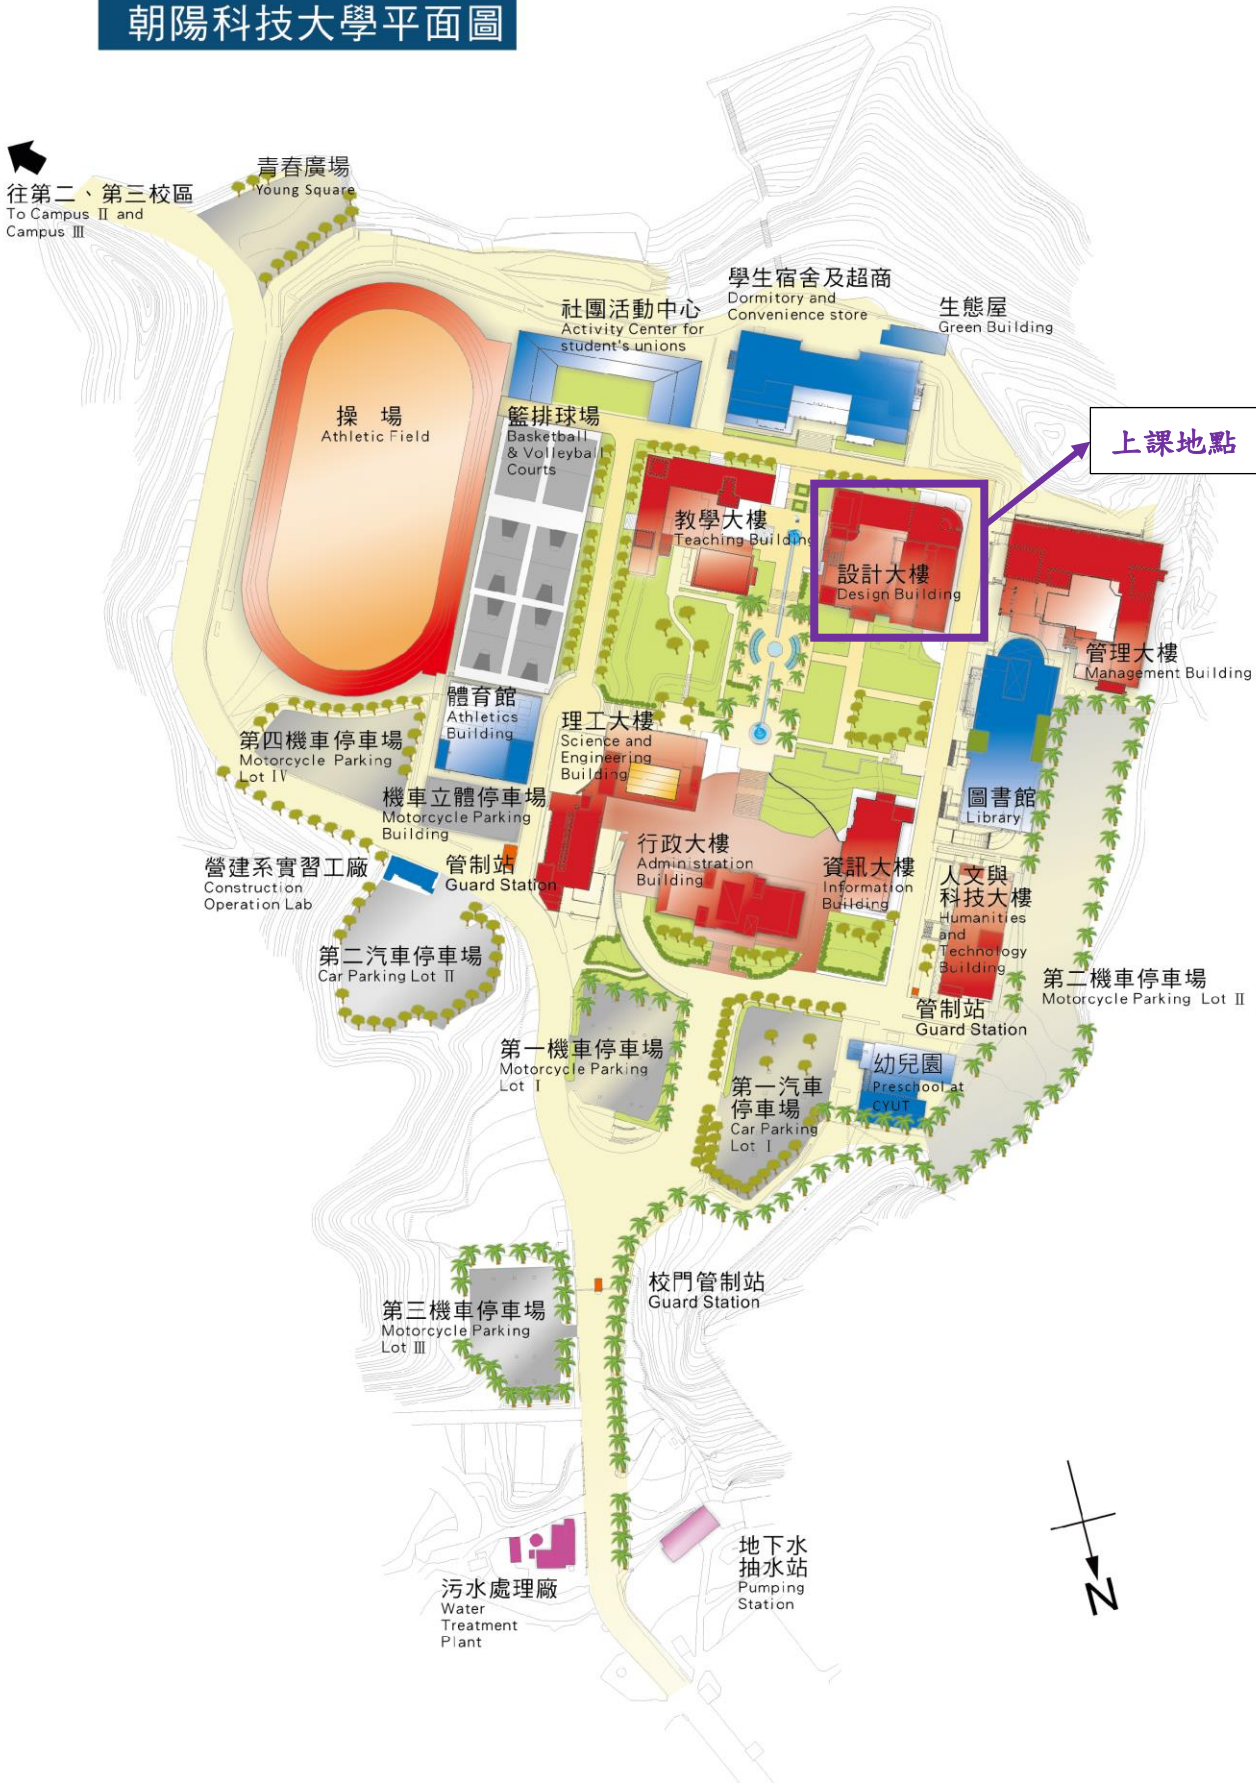 朝陽科技大學平面圖
青春廣場
Young Square
往第二、第三校區
To Campus Ⅱ and
Campus Ⅲ
學生宿舍及超商
Dormitory and
Convenience store
生態屋
Green Building
社團活動中心
Activity Center for
student's unions
操 場
Athletic Field
籃排球場
Basketball
& Volleyball
Courts
上課地點
教學大樓
Teaching Building
設計大樓
Design Building
管理大樓
Management Building
體育館
Athletics
Building
理工大樓
Science and
Engineering
Building
第四機車停車場
Motorcycle Parking
Lot Ⅳ
機車立體停車場
Motorcycle Parking
Building
圖書館
Library
行政大樓
Administration
Building
資訊大樓
Information
Building
人文與
科技大樓
Humanities
and
Technology
Building
營建系實習工廠
Construction
Operation Lab
管制站
Guard Station
第二汽車停車場
Car Parking Lot Ⅱ
第二機車停車場
Motorcycle Parking Lot Ⅱ
管制站
Guard Station
第一機車停車場
Motorcycle Parking
Lot Ⅰ
幼兒園
Preschool at
CYUT
第一汽車
停車場
Car Parking
Lot Ⅰ
校門管制站
Guard Station
第三機車停車場
Motorcycle Parking
Lot Ⅲ
地下水
抽水站
Pumping
Station
污水處理廠
Water
Treatment
Plant
N